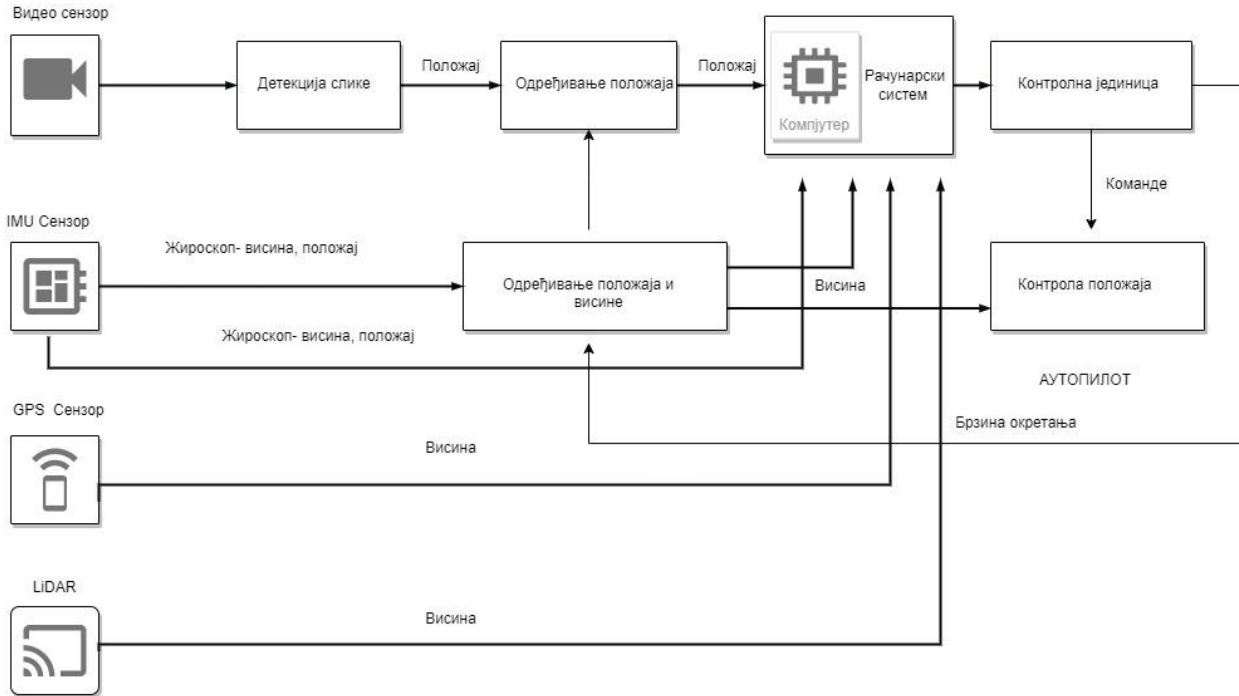 Видео сензор
Детекција слике
Положај
Одређивање положаја
Положај
Компјутер
Рачунарски
систем
Контролна јединица
Команде
IMU Сензор
Жироскоп- висина, положај
Одређивање положаја и
висине
Висина
Контрола положаја
Жироскоп- висина, положај
АУТОПИЛОТ
GPS Сензор
Брзина окретања
Висина
LiDAR
Висина